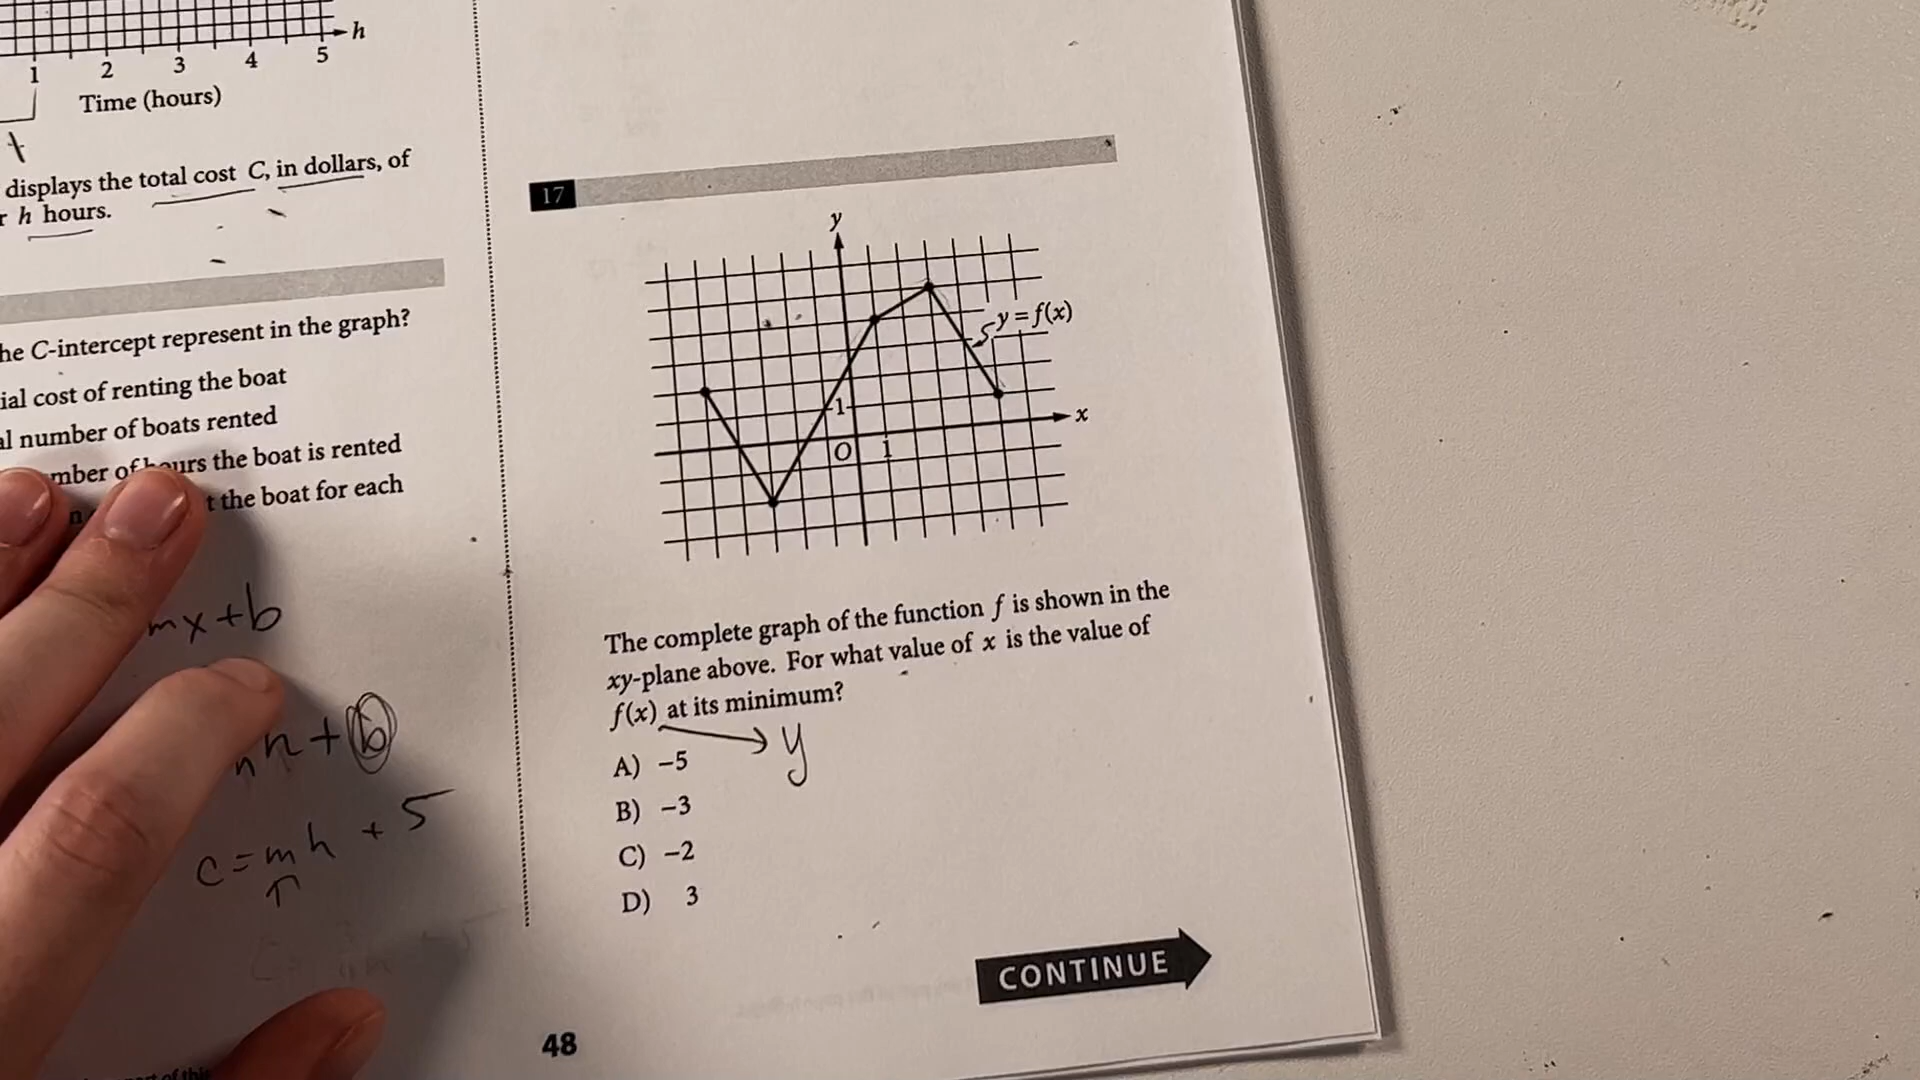 h
1 2 3 4 5
Time (hours)
t
displays the total cost C, in dollars, of
r h hours.
he C-intercept represent in the graph?
ial cost of renting the boat
al number of boats rented
mber of hours the boat is rented
t the boat for each
mx+b
h + b
c = mh + 5
17
y
y = f(x)
1
x
O 1
The complete graph of the function f is shown in the
xy-plane above. For what value of x is the value of
f(x) at its minimum?
y
A) −5
B) −3
C) −2
D) 3
CONTINUE
48